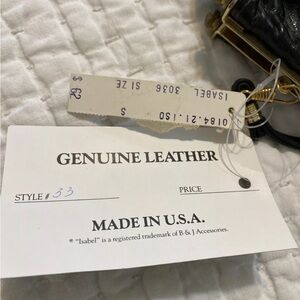 ISABEL 3036 SIZE
0184.21.150 S
$ 62
GENUINE LEATHER
STYLE # 33 PRICE
MADE IN U.S.A.
® "Isabel" is a registered trademark of B & J Accessories.